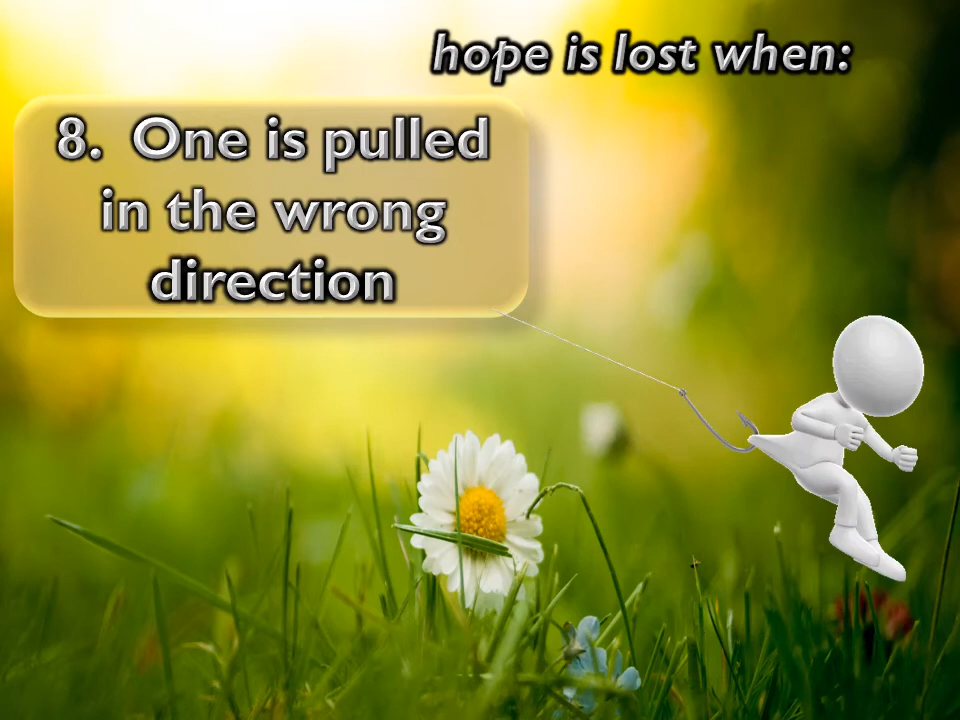 hope is lost when:
8. One is pulled
in the wrong
direction